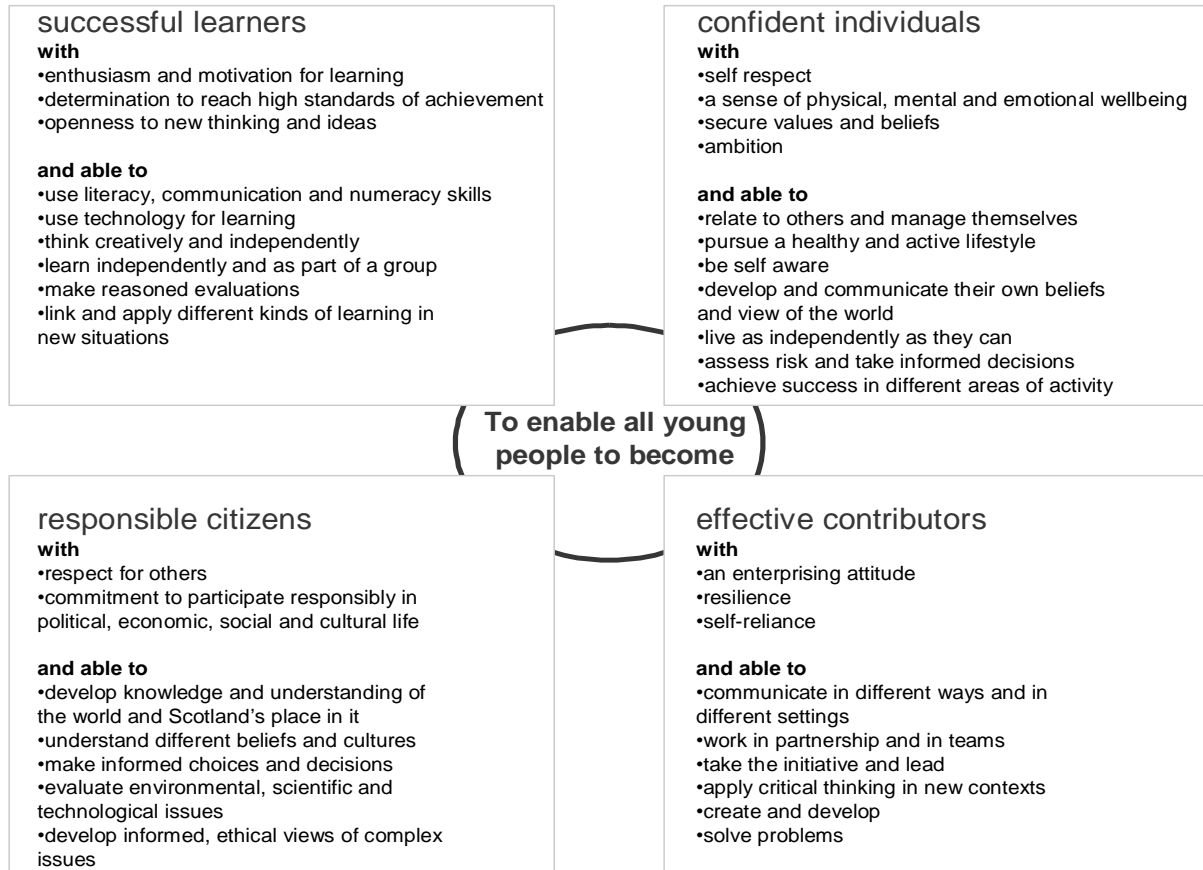 successful learners
with
•enthusiasm and motivation for learning
•determination to reach high standards of achievement
•openness to new thinking and ideas
and able to
•use literacy, communication and numeracy skills
•use technology for learning
•think creatively and independently
•learn independently and as part of a group
•make reasoned evaluations
•link and apply different kinds of learning in
new situations
confident individuals
with
•self respect
•a sense of physical, mental and emotional wellbeing
•secure values and beliefs
•ambition
and able to
•relate to others and manage themselves
•pursue a healthy and active lifestyle
•be self aware
•develop and communicate their own beliefs
and view of the world
•live as independently as they can
•assess risk and take informed decisions
•achieve success in different areas of activity
To enable all young
people to become
responsible citizens
with
•respect for others
•commitment to participate responsibly in
political, economic, social and cultural life
and able to
•develop knowledge and understanding of
the world and Scotland’s place in it
•understand different beliefs and cultures
•make informed choices and decisions
•evaluate environmental, scientific and
technological issues
•develop informed, ethical views of complex
issues
effective contributors
with
•an enterprising attitude
•resilience
•self-reliance
and able to
•communicate in different ways and in
different settings
•work in partnership and in teams
•take the initiative and lead
•apply critical thinking in new contexts
•create and develop
•solve problems